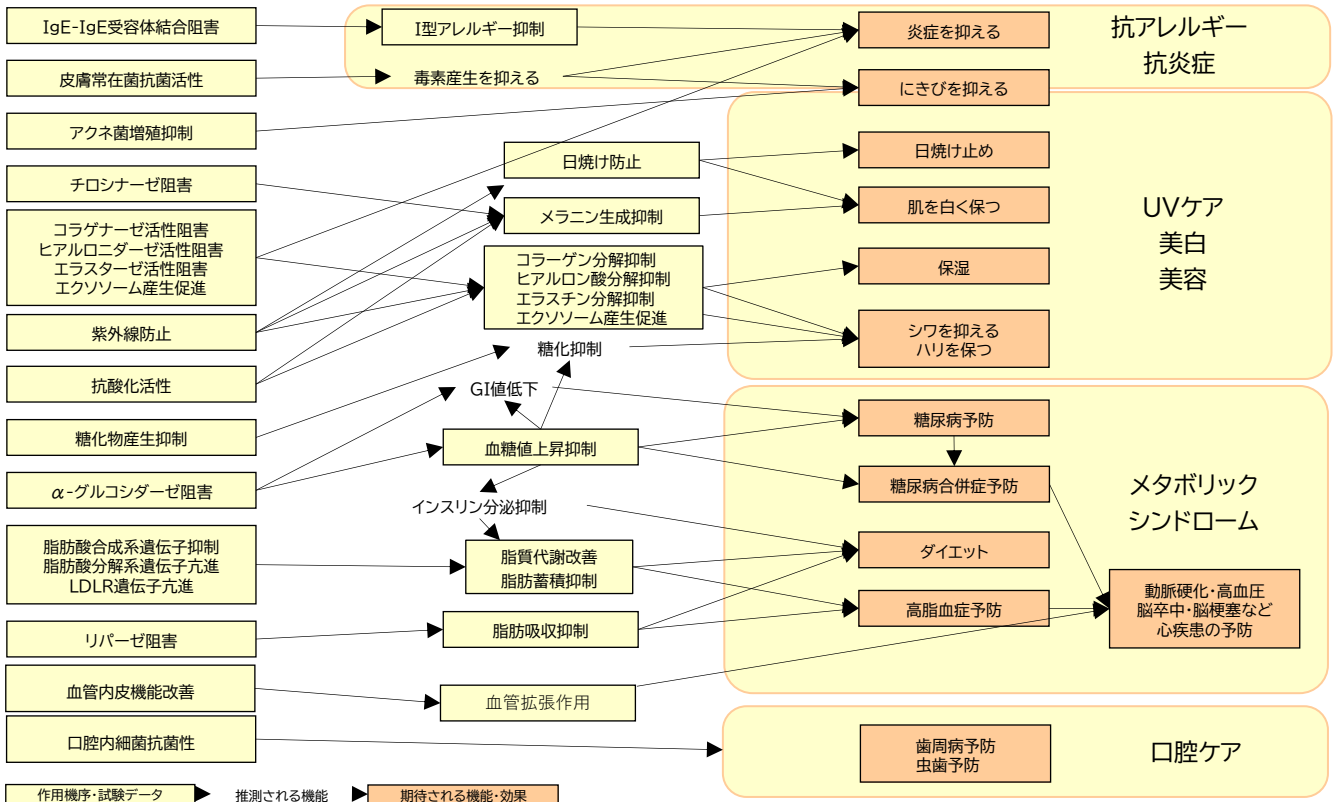 IgE-IgE受容体結合阻害
皮膚常在菌抗菌活性
アクネ菌増殖抑制
チロシナーゼ阻害
コラゲナーゼ活性阻害
ヒアルロニダーゼ活性阻害
エラスターゼ活性阻害
エクソソーム産生促進
紫外線防止
抗酸化活性
糖化物産生抑制
α-グルコシダーゼ阻害
脂肪酸合成系遺伝子抑制
脂肪酸分解系遺伝子亢進
LDLR遺伝子亢進
リパーゼ阻害
血管内皮機能改善
口腔内細菌抗菌性
I型アレルギー抑制
毒素産生を抑える
日焼け防止
メラニン生成抑制
コラーゲン分解抑制
ヒアルロン酸分解抑制
エラスチン分解抑制
エクソソーム産生促進
糖化抑制
GI値低下
血糖値上昇抑制
インスリン分泌抑制
脂質代謝改善
脂肪蓄積抑制
脂肪吸収抑制
血管拡張作用
炎症を抑える
にきびを抑える
日焼け止め
肌を白く保つ
保湿
シワを抑える
ハリを保つ
糖尿病予防
糖尿病合併症予防
ダイエット
高脂血症予防
動脈硬化・高血圧
脳卒中・脳梗塞など
心疾患の予防
歯周病予防
虫歯予防
抗アレルギー
抗炎症
UVケア
美白
美容
メタボリック
シンドローム
口腔ケア
作用機序・試験データ
推測される機能
期待される機能・効果